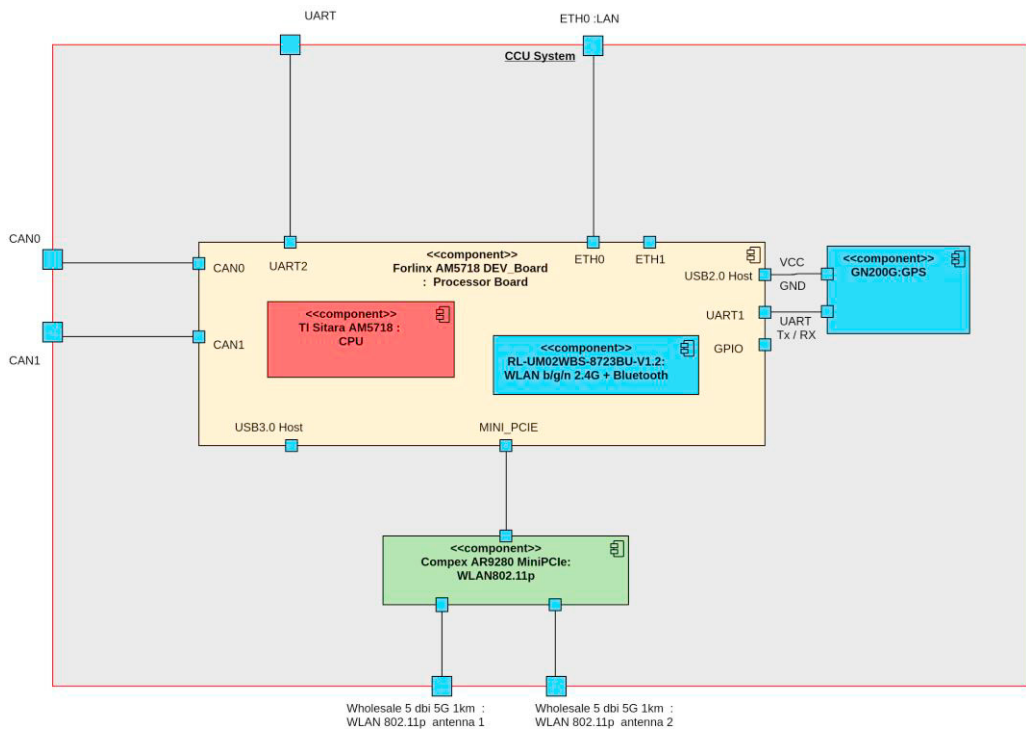 UART
ETH0 :LAN
CCU System
CAN0
CAN1
<<component>>
Forlinx AM5718 DEV_Board
: Processor Board
UART2
ETH0
ETH1
CAN0
CAN1
USB2.0 Host
UART1
GPIO
VCC
GND
UART
Tx / RX
<<component>>
GN200G:GPS
<<component>>
TI Sitara AM5718 :
CPU
<<component>>
RL-UM02WBS-8723BU-V1.2:
WLAN b/g/n 2.4G + Bluetooth
USB3.0 Host
MINI_PCIE
<<component>>
Compex AR9280 MiniPCIe:
WLAN802.11p
Wholesale 5 dbi 5G 1km :
WLAN 802.11p antenna 1
Wholesale 5 dbi 5G 1km :
WLAN 802.11p antenna 2